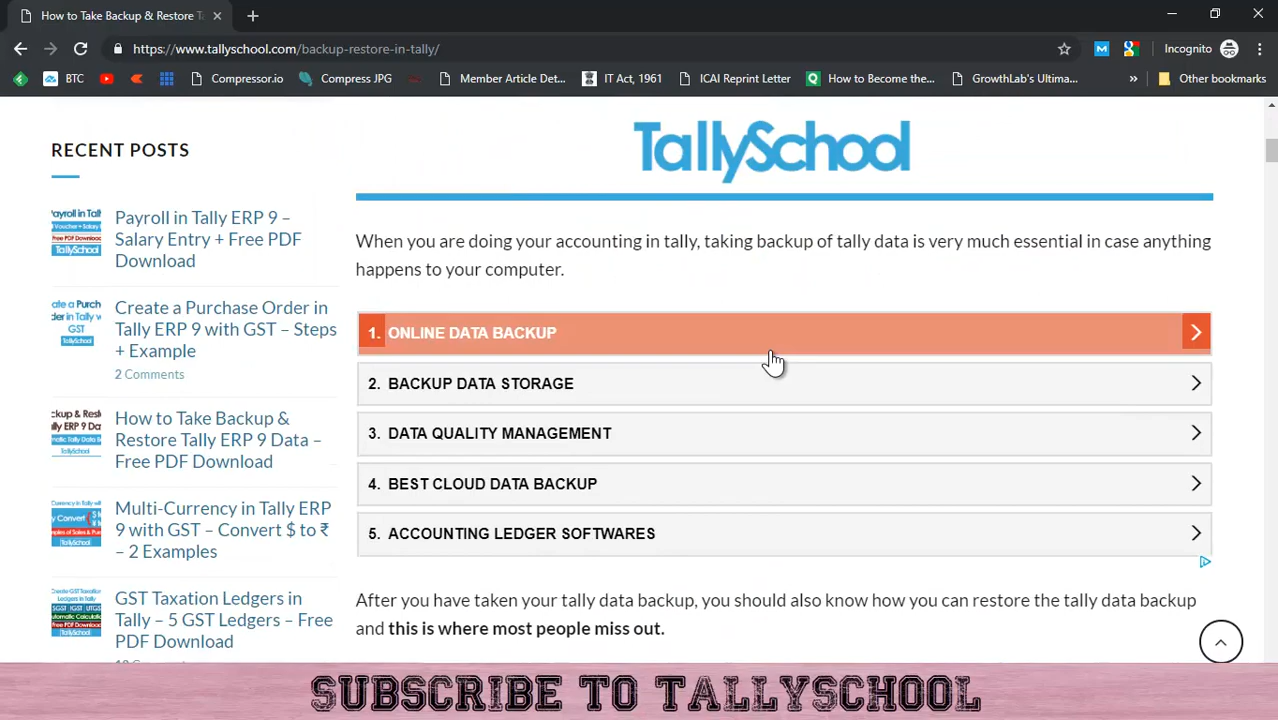 How to Take Backup & Restore T
https://www.tallyschool.com/backup-restore-in-tally/
Incognito
BTC
Compressor.io
Compress JPG
Member Article Det...
IT Act, 1961
ICAI Reprint Letter
How to Become the...
GrowthLab's Ultima...
Other bookmarks
TallySchool
RECENT POSTS
Payroll in Tally ERP 9 –
Salary Entry + Free PDF
Download
Create a Purchase Order in
Tally ERP 9 with GST – Steps
+ Example
2 Comments
How to Take Backup &
Restore Tally ERP 9 Data –
Free PDF Download
Multi-Currency in Tally ERP
9 with GST – Convert $ to ₹
– 2 Examples
GST Taxation Ledgers in
Tally – 5 GST Ledgers – Free
PDF Download
When you are doing your accounting in tally, taking backup of tally data is very much essential in case anything
happens to your computer.
1. ONLINE DATA BACKUP
2. BACKUP DATA STORAGE
3. DATA QUALITY MANAGEMENT
4. BEST CLOUD DATA BACKUP
5. ACCOUNTING LEDGER SOFTWARES
After you have taken your tally data backup, you should also know how you can restore the tally data backup
and this is where most people miss out.
SUBSCRIBE TO TALLYSCHOOL